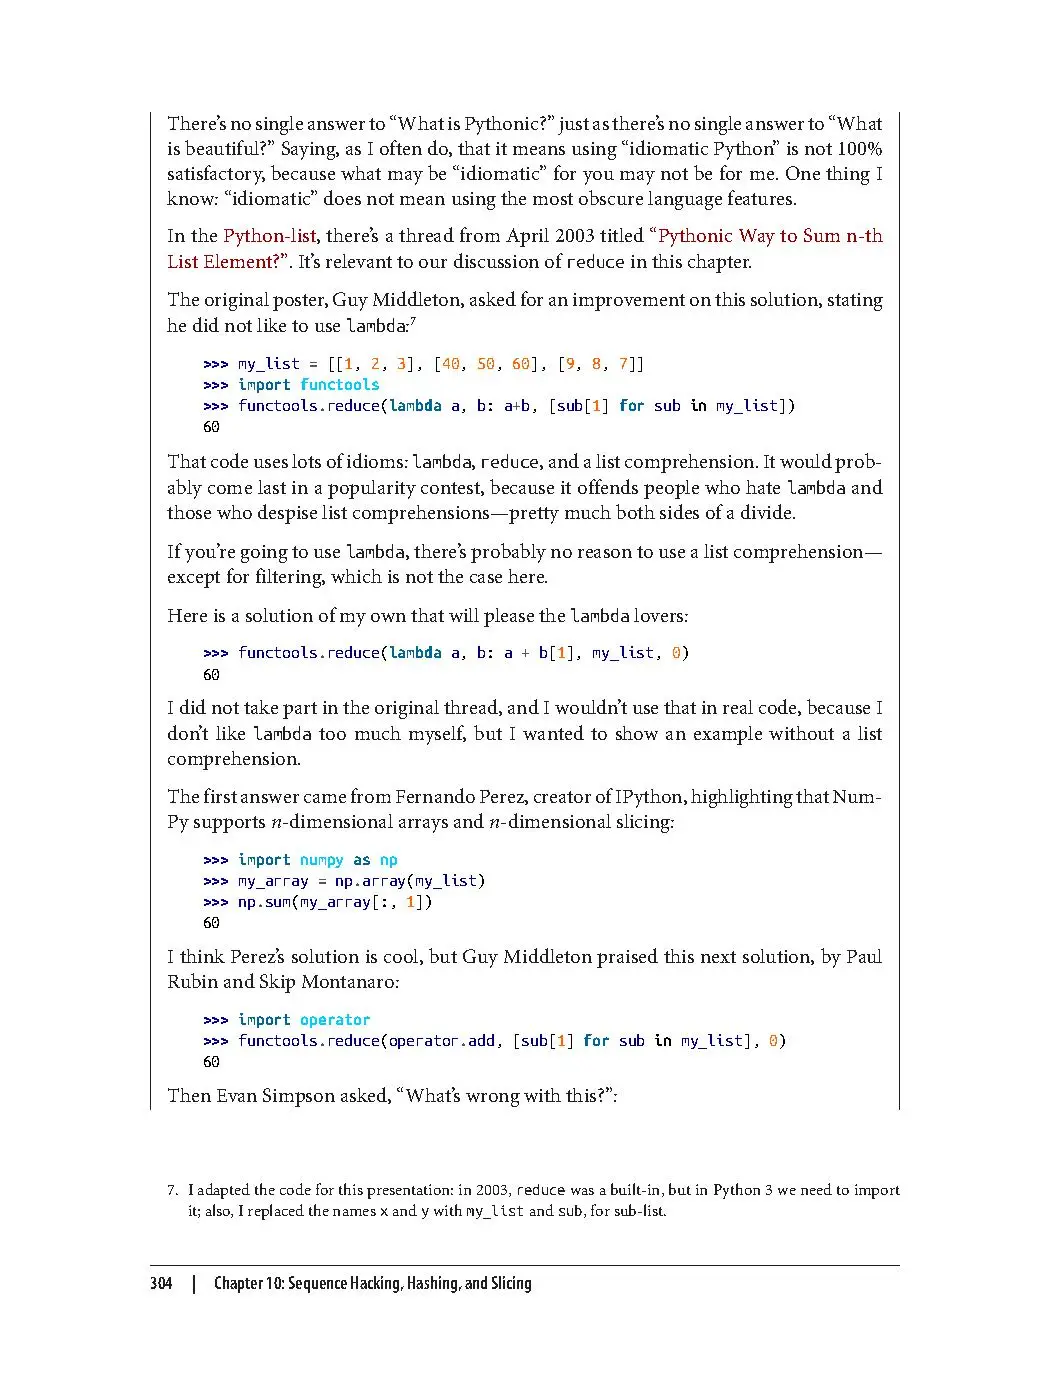 There’s no single answer to “What is Pythonic?” just as there’s no single answer to “What
is beautiful?” Saying, as I often do, that it means using “idiomatic Python” is not 100%
satisfactory, because what may be “idiomatic” for you may not be for me. One thing I
know: “idiomatic” does not mean using the most obscure language features.
In the Python-list, there’s a thread from April 2003 titled “Pythonic Way to Sum n-th
List Element?”. It’s relevant to our discussion of reduce in this chapter.
The original poster, Guy Middleton, asked for an improvement on this solution, stating
he did not like to use lambda:7
>>> my_list = [[1, 2, 3], [40, 50, 60], [9, 8, 7]]
>>> import functools
>>> functools.reduce(lambda a, b: a+b, [sub[1] for sub in my_list])
60
That code uses lots of idioms: lambda, reduce, and a list comprehension. It would prob-
ably come last in a popularity contest, because it offends people who hate lambda and
those who despise list comprehensions—pretty much both sides of a divide.
If you’re going to use lambda, there’s probably no reason to use a list comprehension—
except for filtering, which is not the case here.
Here is a solution of my own that will please the lambda lovers:
>>> functools.reduce(lambda a, b: a + b[1], my_list, 0)
60
I did not take part in the original thread, and I wouldn’t use that in real code, because I
don’t like lambda too much myself, but I wanted to show an example without a list
comprehension.
The first answer came from Fernando Perez, creator of IPython, highlighting that Num-
Py supports n-dimensional arrays and n-dimensional slicing:
>>> import numpy as np
>>> my_array = np.array(my_list)
>>> np.sum(my_array[:, 1])
60
I think Perez’s solution is cool, but Guy Middleton praised this next solution, by Paul
Rubin and Skip Montanaro:
>>> import operator
>>> functools.reduce(operator.add, [sub[1] for sub in my_list], 0)
60
Then Evan Simpson asked, “What’s wrong with this?”:
7. I adapted the code for this presentation: in 2003, reduce was a built-in, but in Python 3 we need to import
it; also, I replaced the names x and y with my_list and sub, for sub-list.
304 | Chapter 10: Sequence Hacking, Hashing, and Slicing